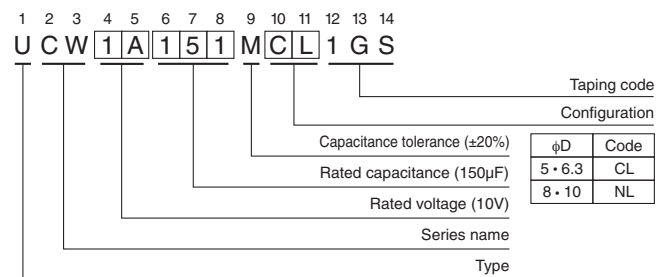 1 2 3 4 5 6 7 8 9 10 11 12 13 14
U C W 1 A 1 5 1 M C L 1 G S
Taping code
Configuration
Capacitance tolerance (±20%)
Rated capacitance (150µF)
Rated voltage (10V)
Series name
Type
ϕD Code
5 • 6.3 CL
8 • 10 NL